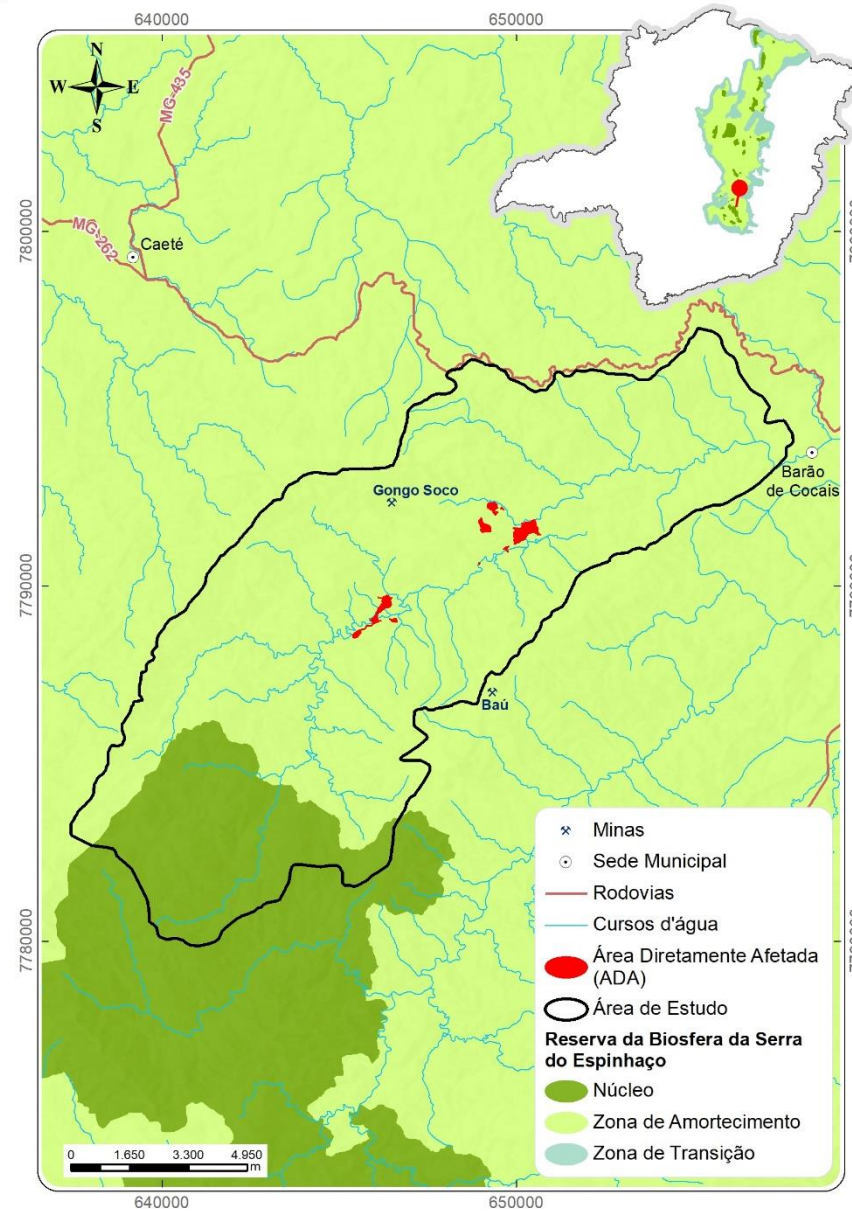 640000
650000
N
W
E
S
MG-435
7800000
MG-262
Caeté
Gongo Soco
Barão
de Cocais
7790000
Baú
7780000
Minas
Sede Municipal
Rodovias
Cursos d'água
Área Diretamente Afetada
(ADA)
Área de Estudo
Reserva da Biosfera da Serra
do Espinhaço
Núcleo
Zona de Amortecimento
Zona de Transição
0
1.650
3.300
4.950
m
640000
650000